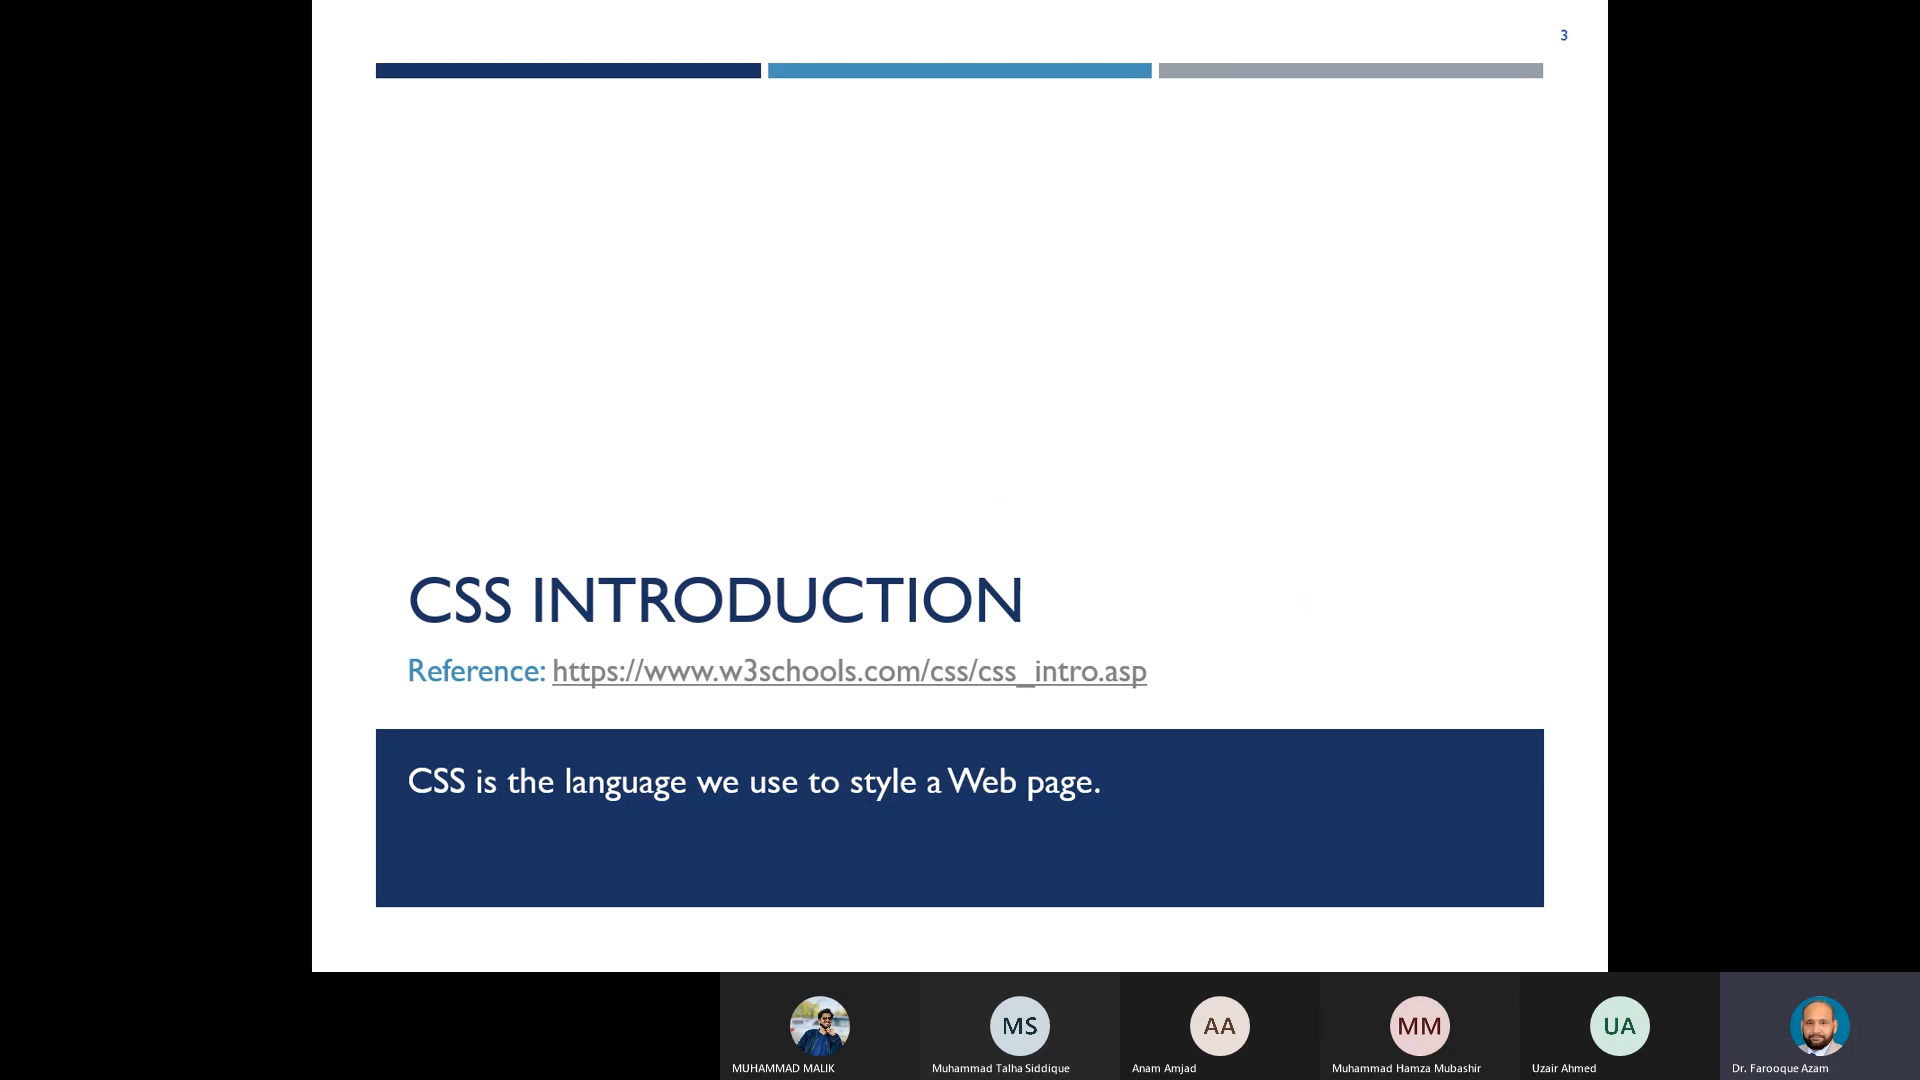 3
CSS INTRODUCTION
Reference: https://www.w3schools.com/css/css_intro.asp
CSS is the language we use to style a Web page.
MS
AA
MM
UA
MUHAMMAD MALIK
Muhammad Talha Siddique
Anam Amjad
Muhammad Hamza Mubashir
Uzair Ahmed
Dr. Farooque Azam